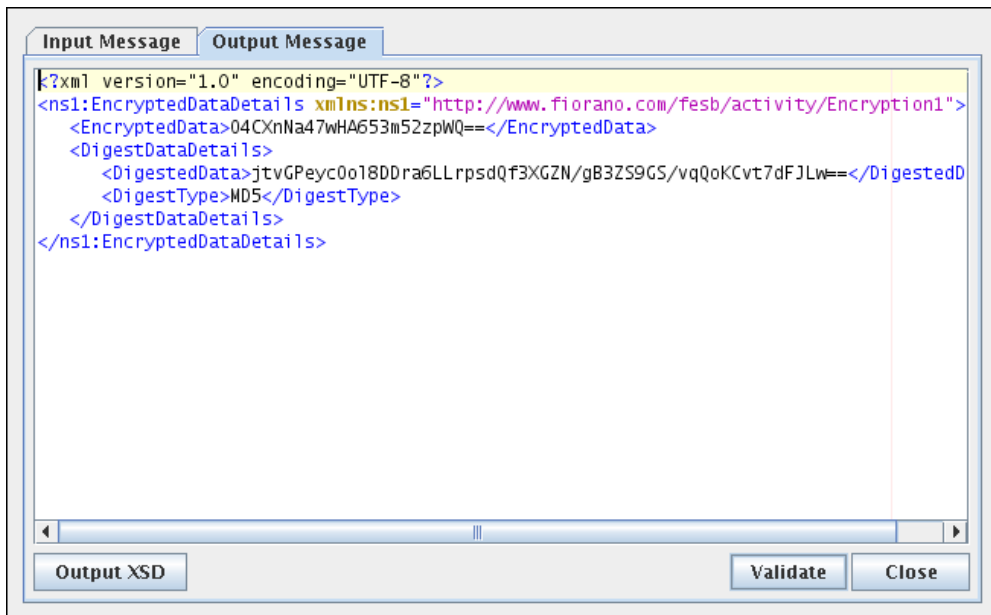 Input Message
Output Message
<?xml version="1.0" encoding="UTF-8"?>
<ns1:EncryptedDataDetails xmlns:ns1="http://www.fiorano.com/fesb/activity/Encryption1">
<EncryptedData>04CXnNa47wHA653m52zpWQ==</EncryptedData>
<DigestDataDetails>
<DigestedData>jtvGPeycOol8DDra6LLrpsdQf3XGZN/gB3ZS9GS/vqQoKCvt7dFJLw==</DigestedD
<DigestType>MD5</DigestType>
</DigestDataDetails>
</ns1:EncryptedDataDetails>
Output XSD
Validate
Close